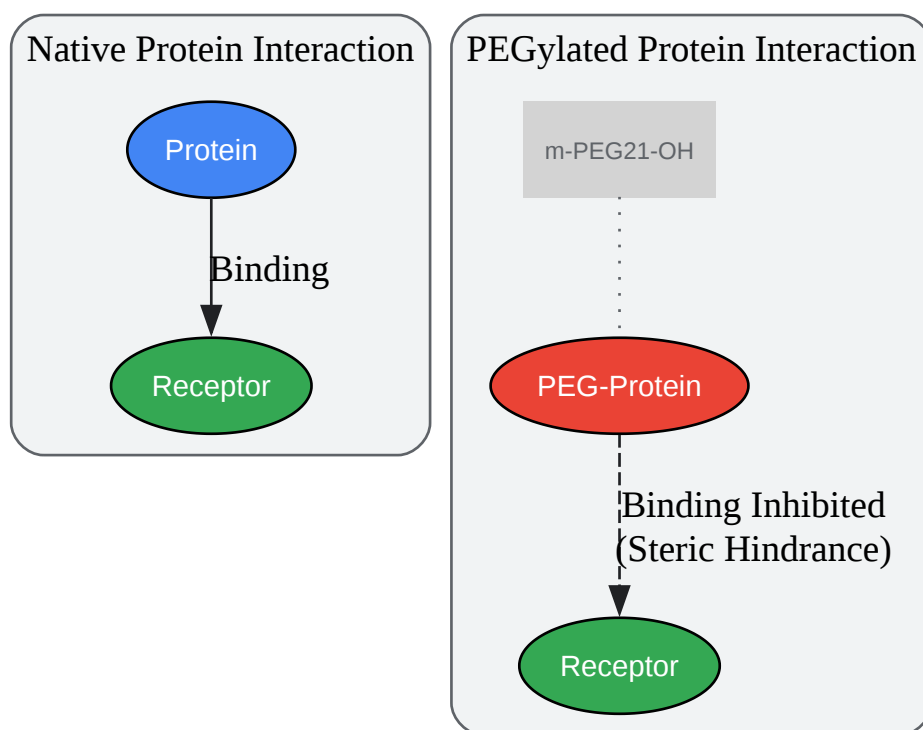 Native Protein Interaction
Protein
Binding
Receptor
PEGylated Protein Interaction
m-PEG21-OH
PEG-Protein
Binding Inhibited
(Steric Hindrance)
Receptor